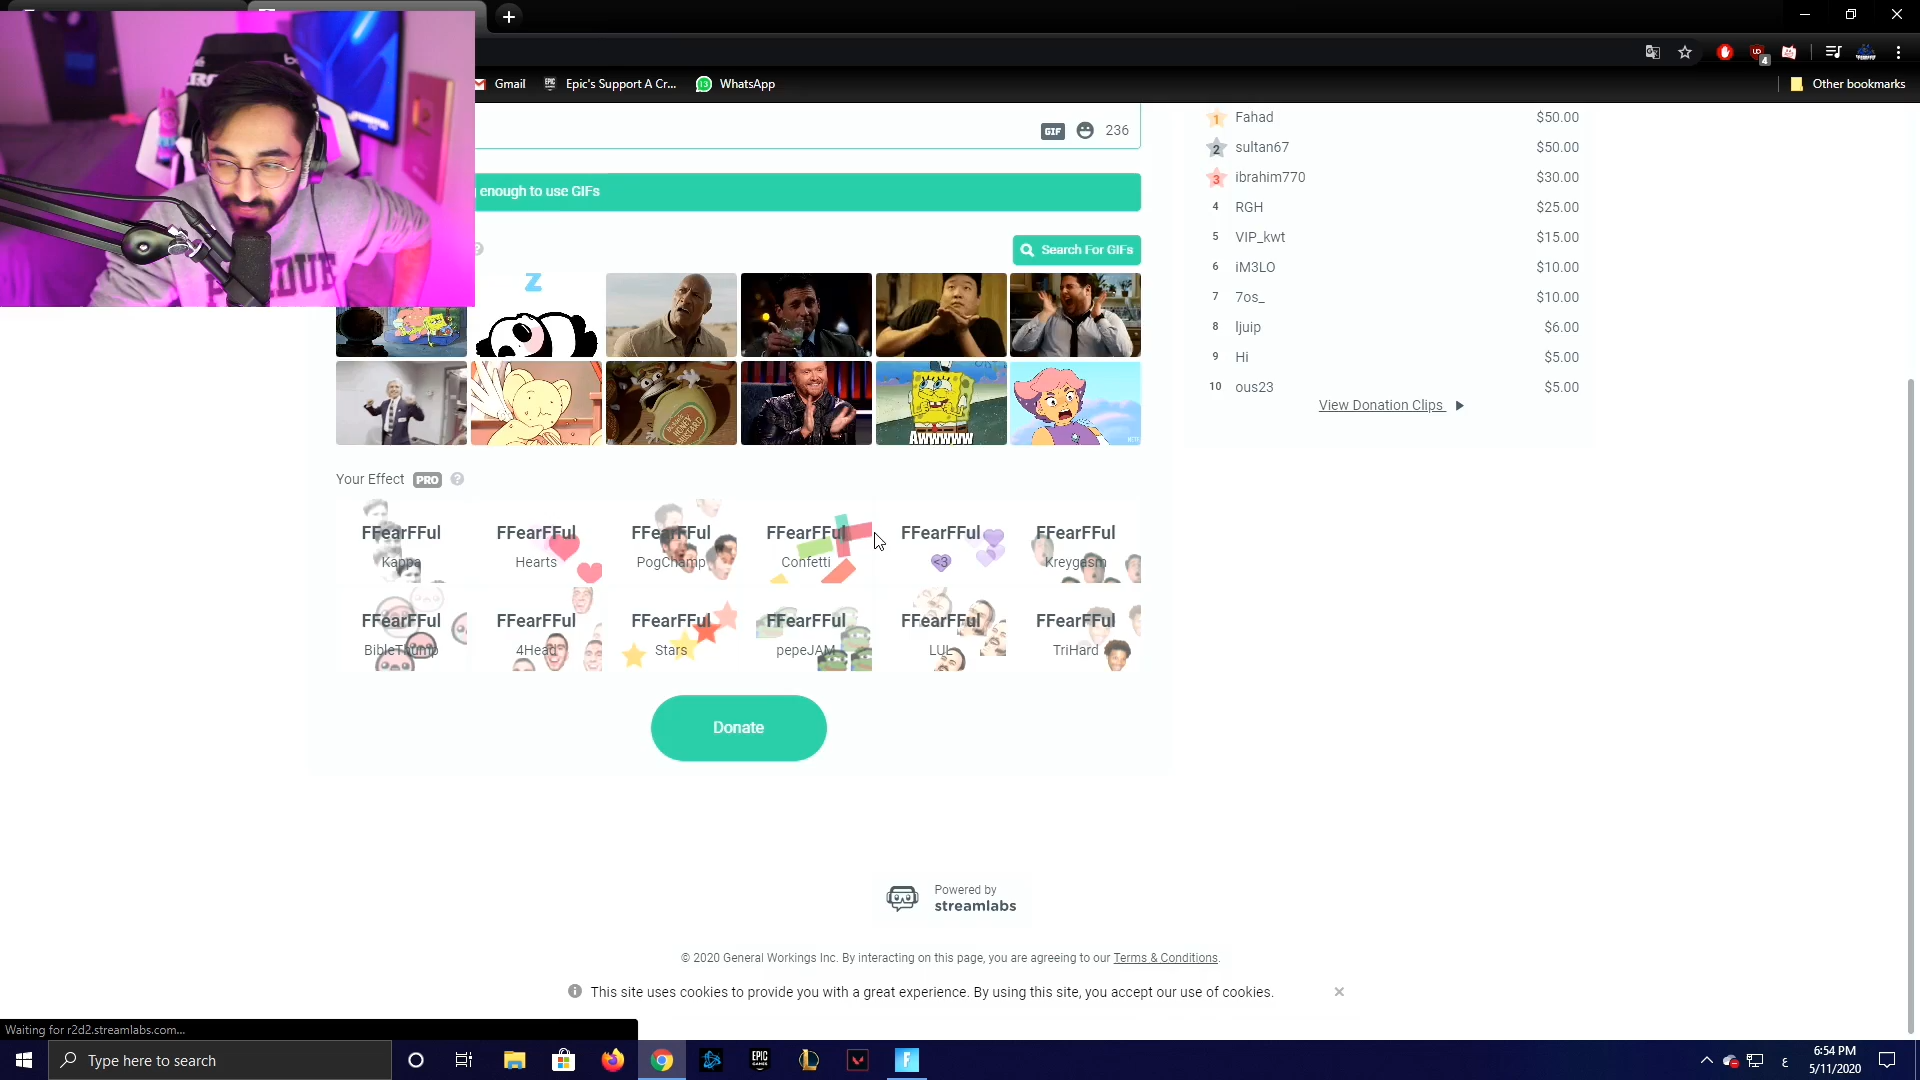 Gmail
Epic's Support A Cr...
WhatsApp
Other bookmarks
GIF 236
enough to use GIFs
Search For GIFs
Z
HONEY
MUSTARD
AWWWWW
Your Effect PRO ?
FFearFFul
Kappa
FFearFFul
Hearts
FFearFFul
PogChamp
FFearFFul
Confetti
FFearFFul
<3
FFearFFul
Kreygasm
FFearFFul
BibleThump
FFearFFul
4Head
FFearFFul
Stars
FFearFFul
pepeJAM
FFearFFul
LUL
FFearFFul
TriHard
Donate
1 Fahad $50.00
2 sultan67 $50.00
3 ibrahim770 $30.00
4 RGH $25.00
5 VIP_kwt $15.00
6 iM3LO $10.00
7 7os_ $10.00
8 ljuip $6.00
9 Hi $5.00
10 ous23 $5.00
View Donation Clips
Powered by
streamlabs
© 2020 General Workings Inc. By interacting on this page, you are agreeing to our Terms & Conditions.
This site uses cookies to provide you with a great experience. By using this site, you accept our use of cookies.
Waiting for r2d2.streamlabs.com...
Type here to search
EPIC
GAMES
ع
6:54 PM
5/11/2020